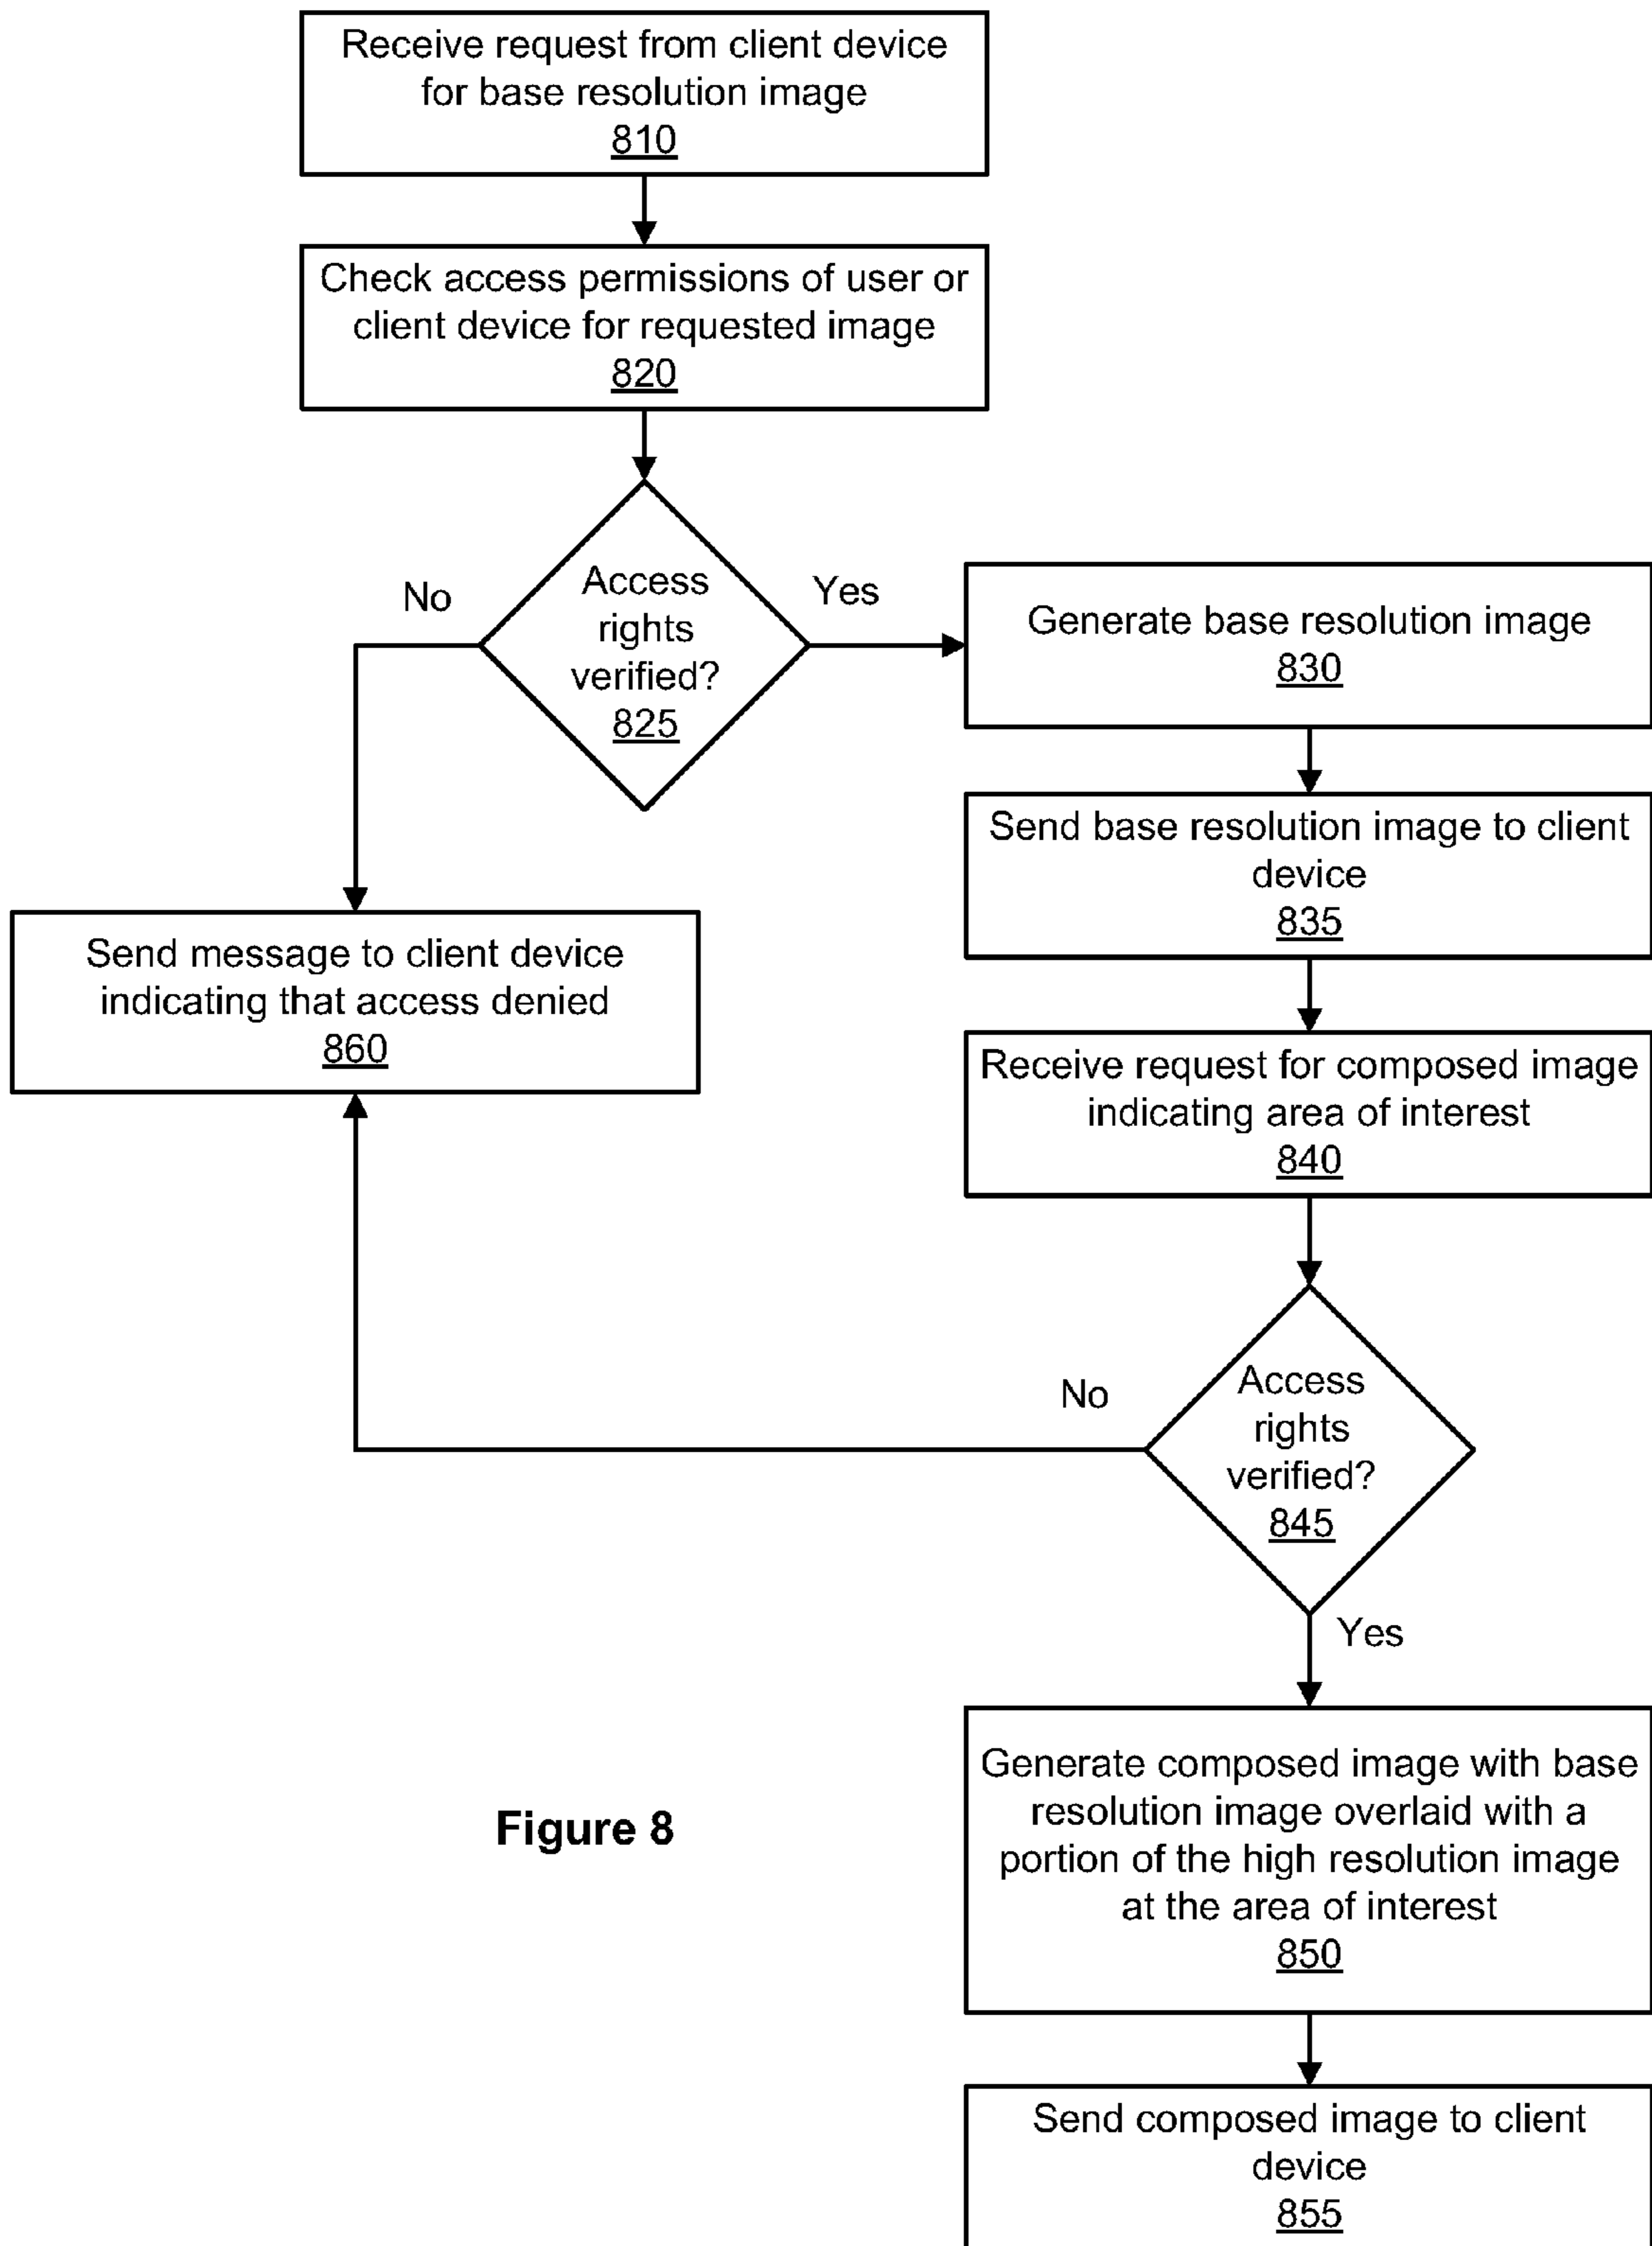 Receive request from client device
for base resolution image
810
Check access permissions of user or
client device for requested image
820
Access
rights
verified?
825
No
Yes
Generate base resolution image
830
Send base resolution image to client
device
835
Send message to client device
indicating that access denied
860
Receive request for composed image
indicating area of interest
840
Access
rights
verified?
845
No
Yes
Generate composed image with base
resolution image overlaid with a
portion of the high resolution image
at the area of interest
850
Figure 8
Send composed image to client
device
855